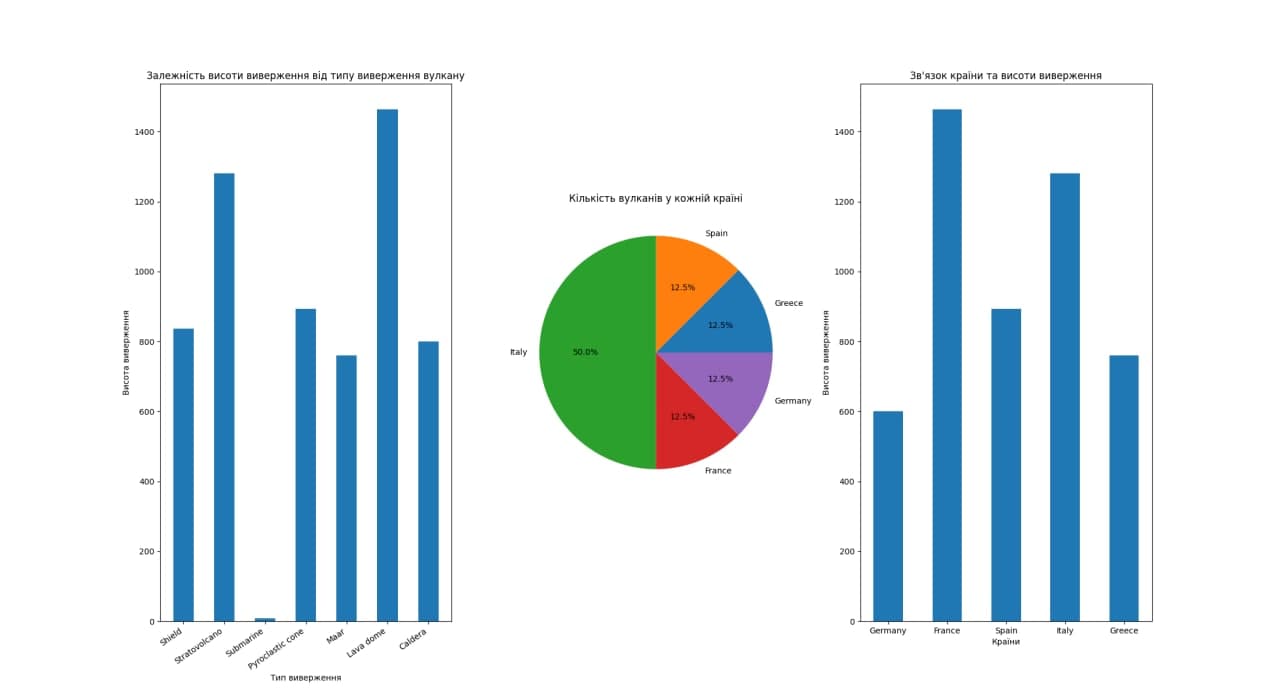 Залежність висоти виверження від типу виверження вулкану
Висота виверження
1400
1200
1000
800
600
400
200
0
Shield
Stratovolcano
Submarine
Pyroclastic cone
Maar
Lava dome
Caldera
Тип виверження
Кількість вулканів у кожній країні
Spain
12.5%
Greece
12.5%
Italy
50.0%
12.5%
Germany
12.5%
France
Зв'язок країни та висоти виверження
Висота виверження
1400
1200
1000
800
600
400
200
0
Germany
France
Spain
Italy
Greece
Країни